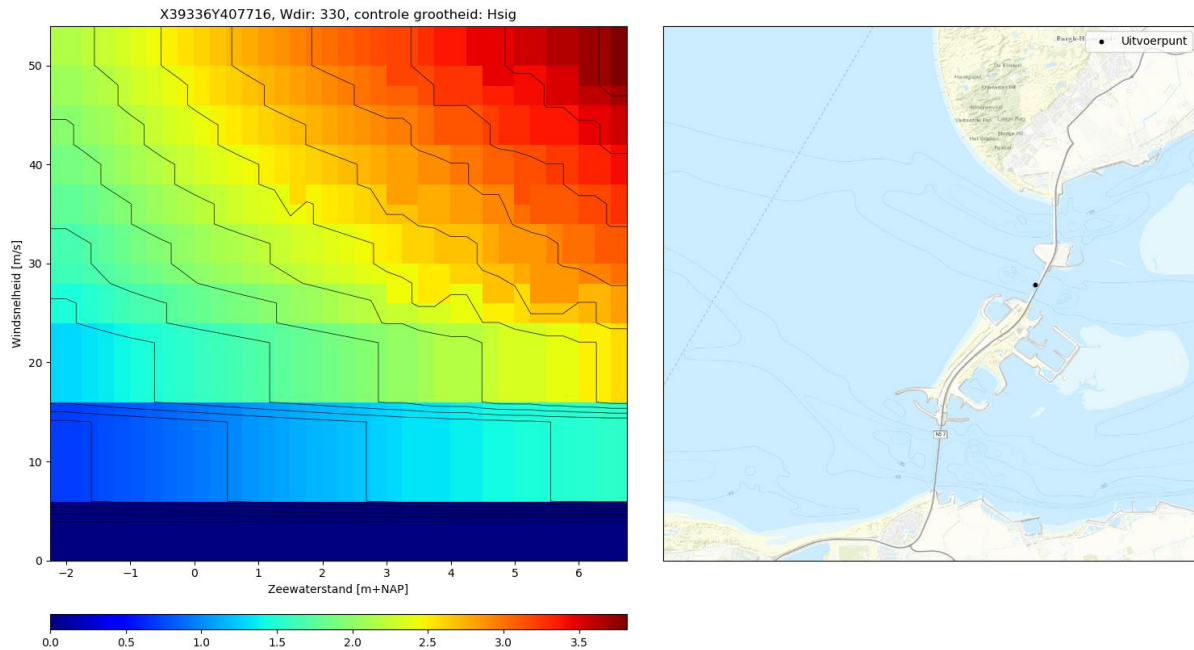 X39336Y407716, Wdir: 330, controle grootheid: Hsig
50
40
30
20
10
0
Windsnelheid [m/s]
−2 −1 0 1 2 3 4 5 6
Zeewaterstand [m+NAP]
0.0 0.5 1.0 1.5 2.0 2.5 3.0 3.5
Uitvoerpunt
N57